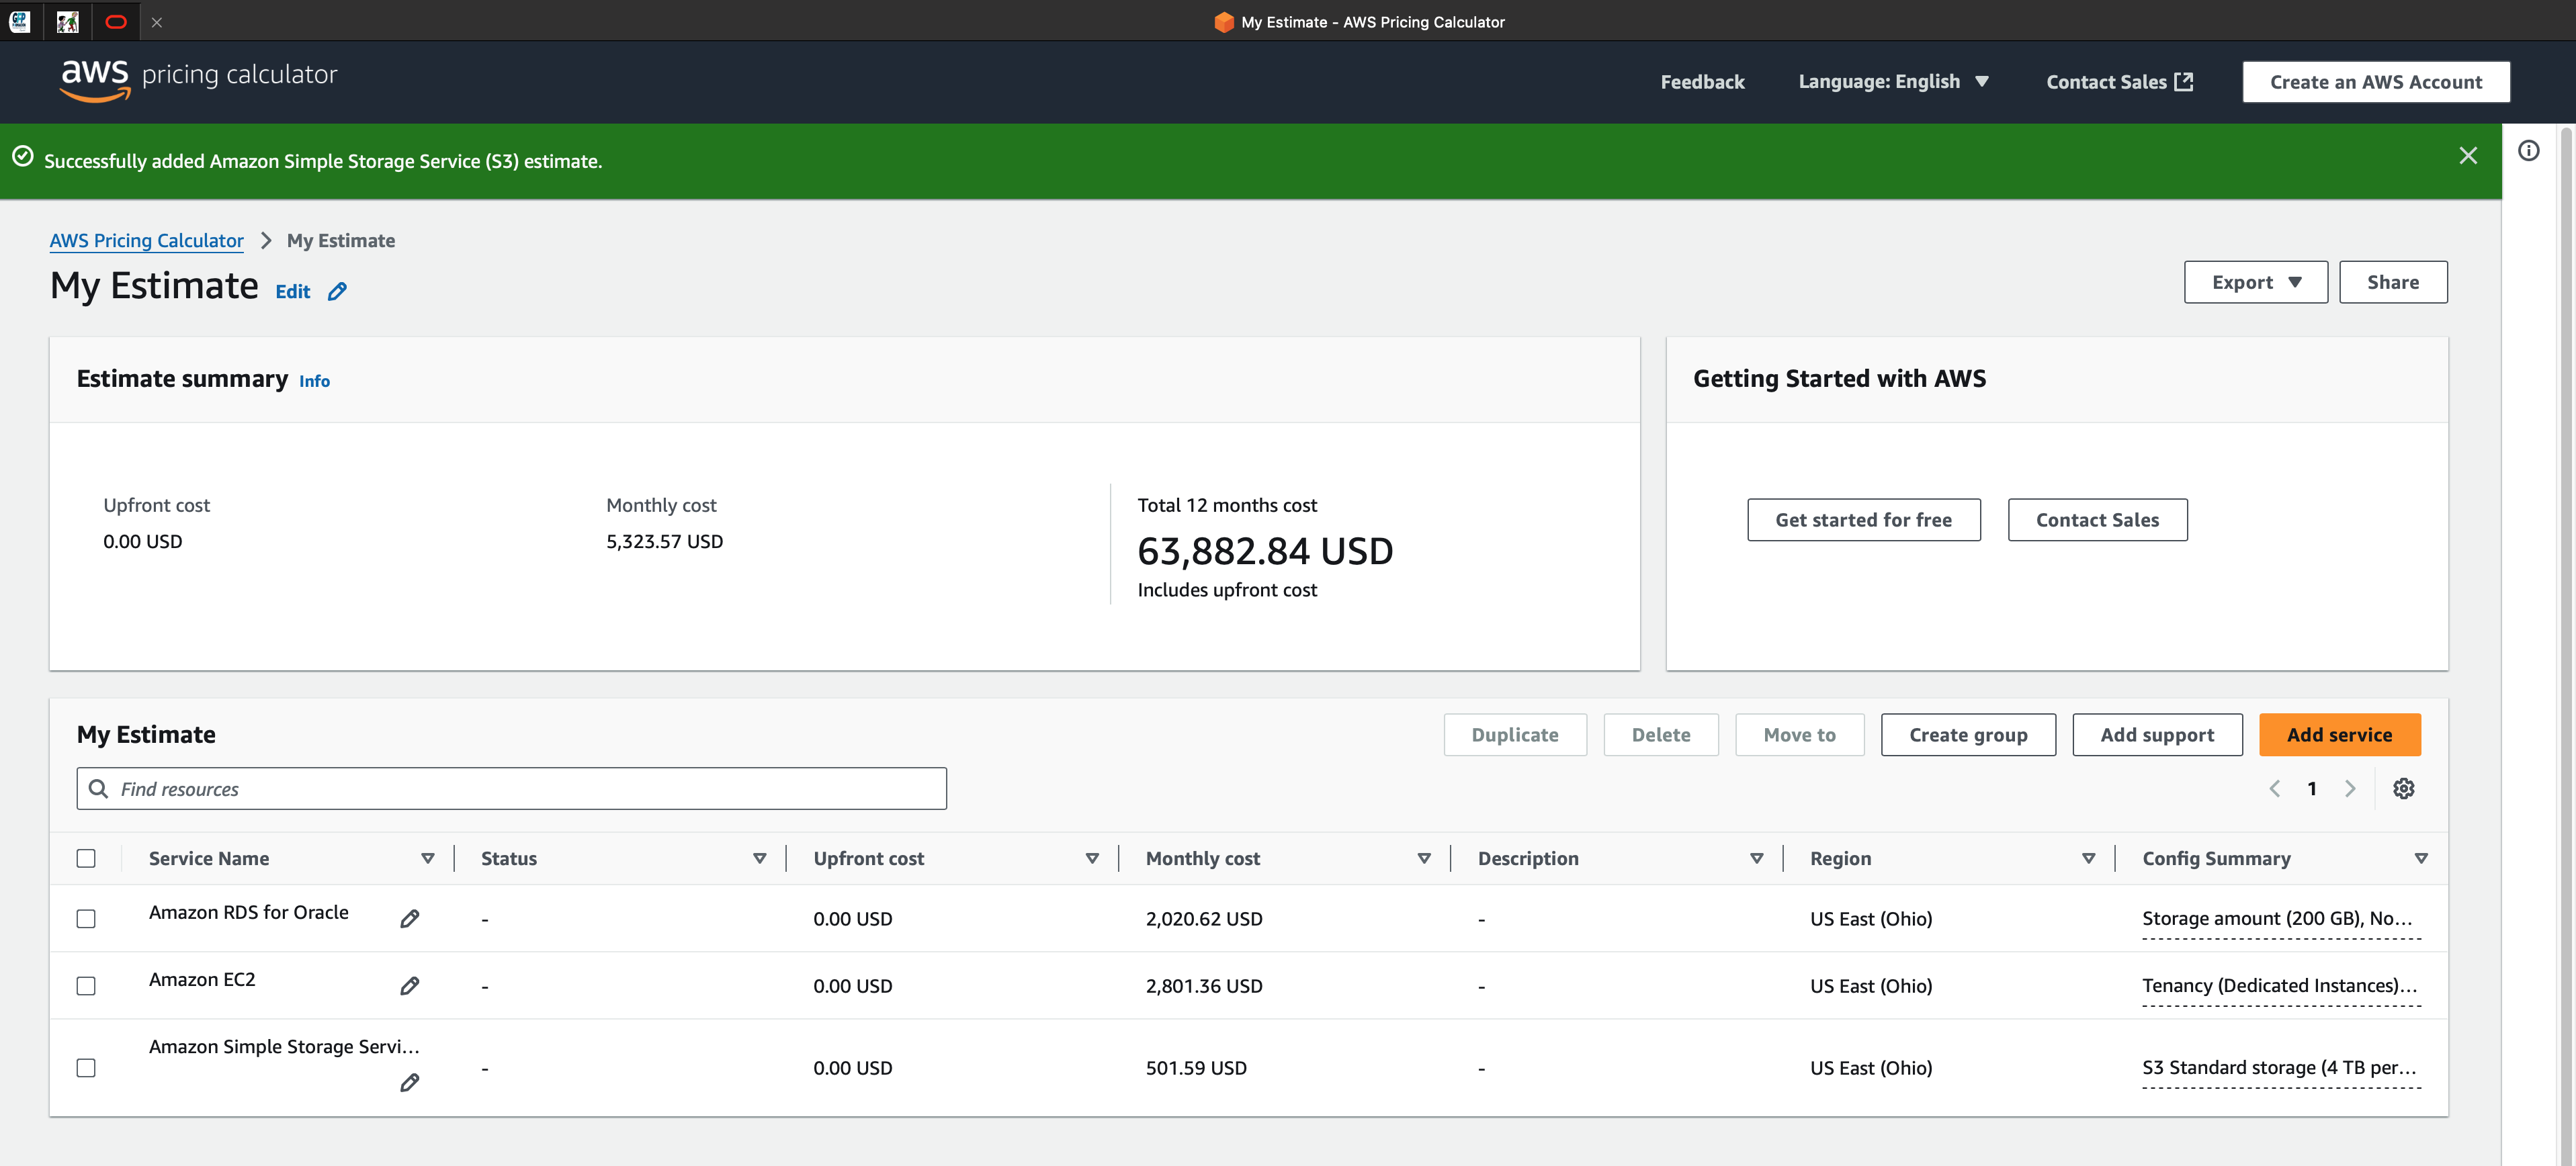 My Estimate - AWS Pricing Calculator
aws pricing calculator
Feedback
Language: English
Contact Sales
Create an AWS Account
Successfully added Amazon Simple Storage Service (S3) estimate.
AWS Pricing Calculator > My Estimate
My Estimate Edit
Export
Share
Estimate summary Info
Getting Started with AWS
Upfront cost
0.00 USD
Monthly cost
5,323.57 USD
Total 12 months cost
63,882.84 USD
Includes upfront cost
Get started for free
Contact Sales
My Estimate
Duplicate
Delete
Move to
Create group
Add support
Add service
Find resources
1
Service Name Status Upfront cost Monthly cost Description Region Config Summary
Amazon RDS for Oracle - 0.00 USD 2,020.62 USD - US East (Ohio) Storage amount (200 GB), No...
Amazon EC2 - 0.00 USD 2,801.36 USD - US East (Ohio) Tenancy (Dedicated Instances)...
Amazon Simple Storage Servi... - 0.00 USD 501.59 USD - US East (Ohio) S3 Standard storage (4 TB per...